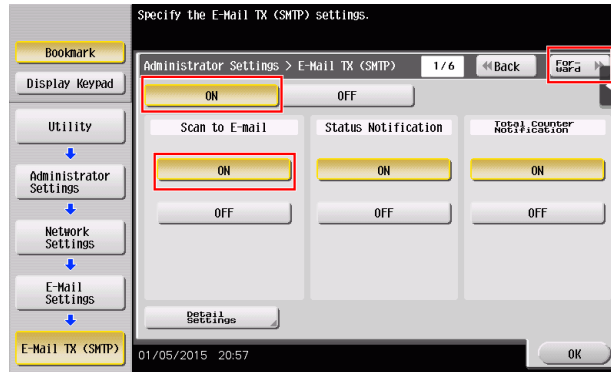 Specify the E-Mail TX (SMTP) settings.
Bookmark
Display Keypad
Utility
Administrator
Settings
Network
Settings
E-Mail
Settings
E-Mail TX (SMTP)
Administrator Settings > E-Mail TX (SMTP)
1/6
Back
For-
ward
ON
OFF
Scan to E-mail
Status Notification
Total Counter
Notification
ON
ON
ON
OFF
OFF
OFF
Detail
Settings
01/05/2015 20:57
OK